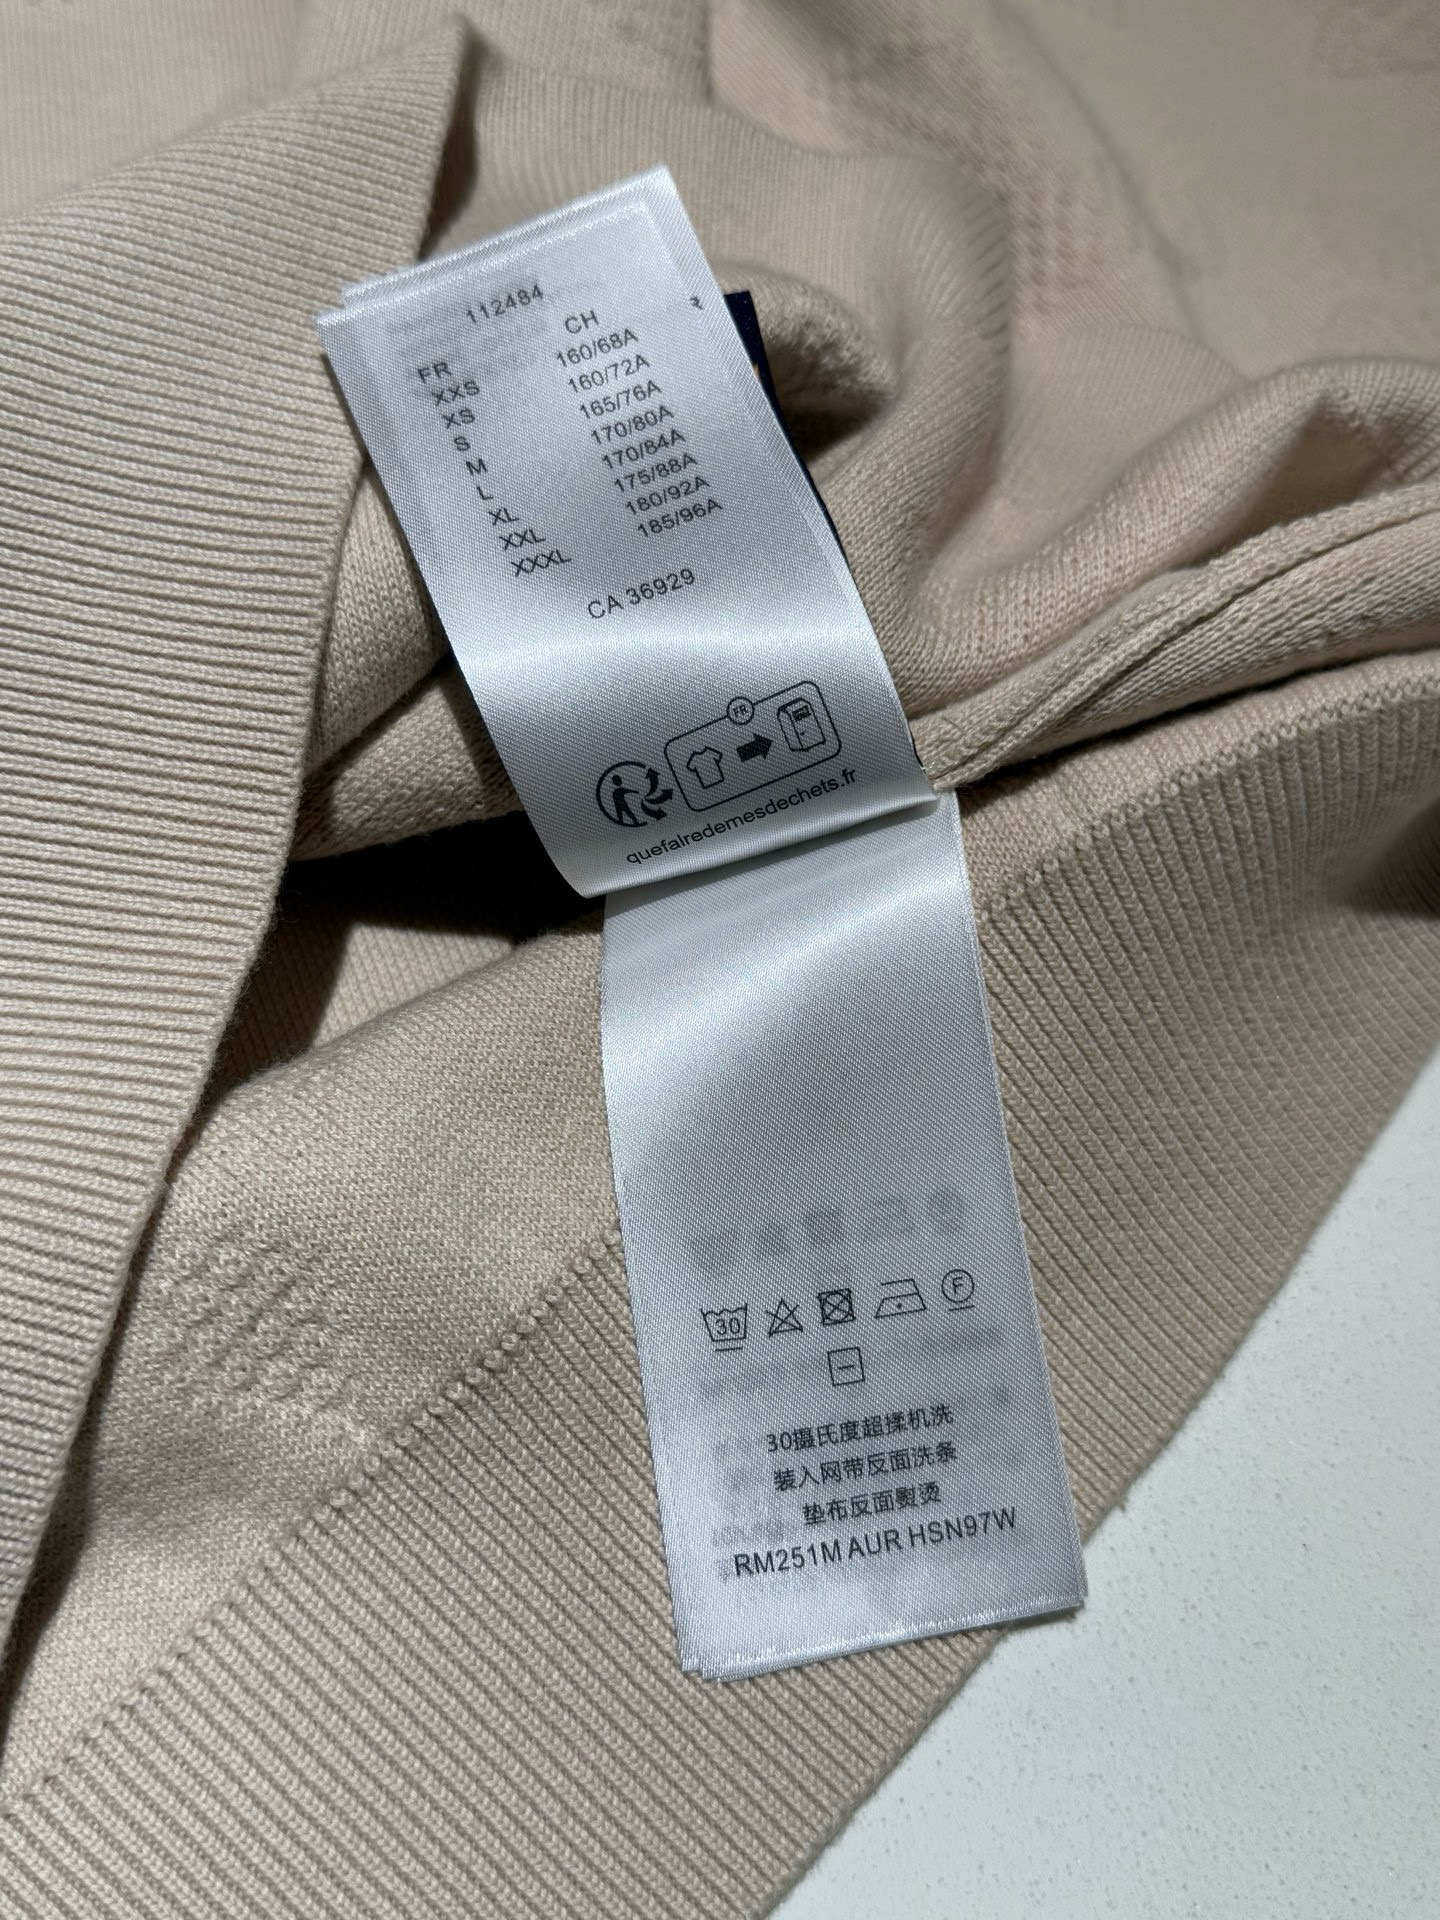 112484
FR CH
XXS 160/68A
XS 160/72A
S 165/76A
M 170/80A
L 170/84A
XL 175/88A
XXL 180/92A
XXXL 185/96A
CA 36929
FR
quefairedemesdechets.fr
30
F
30摄氏度超揉机洗
装入网带反面洗条
垫布反面熨烫
RM251M AUR HSN97W